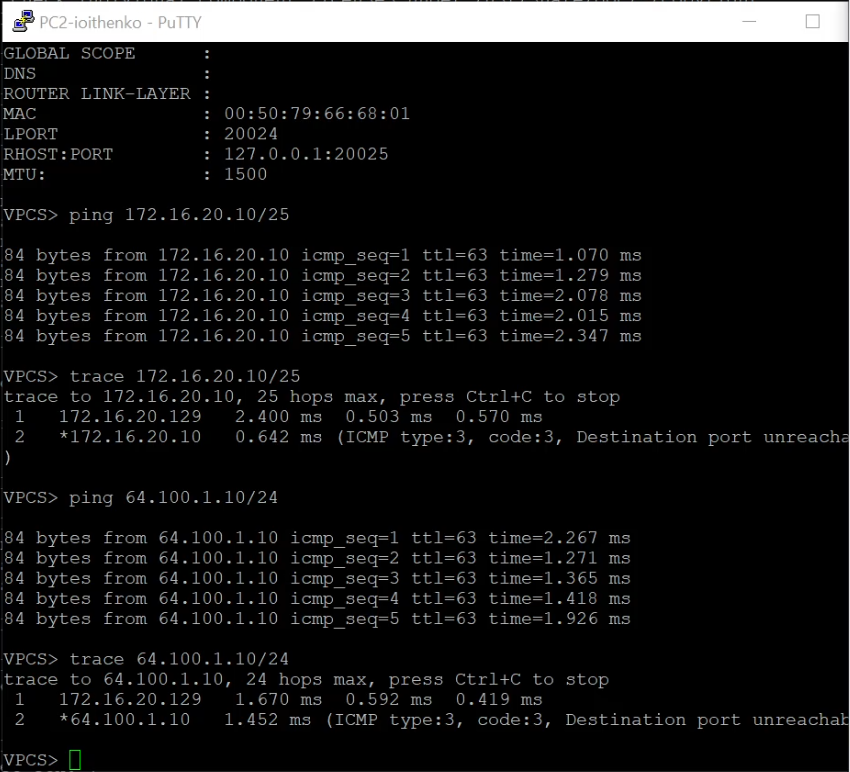 PC2-ioithenko - PuTTY
GLOBAL SCOPE      :
DNS               :
ROUTER LINK-LAYER :
MAC               : 00:50:79:66:68:01
LPORT             : 20024
RHOST:PORT        : 127.0.0.1:20025
MTU:              : 1500
VPCS> ping 172.16.20.10/25
84 bytes from 172.16.20.10 icmp_seq=1 ttl=63 time=1.070 ms
84 bytes from 172.16.20.10 icmp_seq=2 ttl=63 time=1.279 ms
84 bytes from 172.16.20.10 icmp_seq=3 ttl=63 time=2.078 ms
84 bytes from 172.16.20.10 icmp_seq=4 ttl=63 time=2.015 ms
84 bytes from 172.16.20.10 icmp_seq=5 ttl=63 time=2.347 ms
VPCS> trace 172.16.20.10/25
trace to 172.16.20.10, 25 hops max, press Ctrl+C to stop
 1   172.16.20.129   2.400 ms  0.503 ms  0.570 ms
 2   *172.16.20.10   0.642 ms (ICMP type:3, code:3, Destination port unreacha
)
VPCS> ping 64.100.1.10/24
84 bytes from 64.100.1.10 icmp_seq=1 ttl=63 time=2.267 ms
84 bytes from 64.100.1.10 icmp_seq=2 ttl=63 time=1.271 ms
84 bytes from 64.100.1.10 icmp_seq=3 ttl=63 time=1.365 ms
84 bytes from 64.100.1.10 icmp_seq=4 ttl=63 time=1.418 ms
84 bytes from 64.100.1.10 icmp_seq=5 ttl=63 time=1.926 ms
VPCS> trace 64.100.1.10/24
trace to 64.100.1.10, 24 hops max, press Ctrl+C to stop
 1   172.16.20.129   1.670 ms  0.592 ms  0.419 ms
 2   *64.100.1.10   1.452 ms (ICMP type:3, code:3, Destination port unreachab
VPCS>